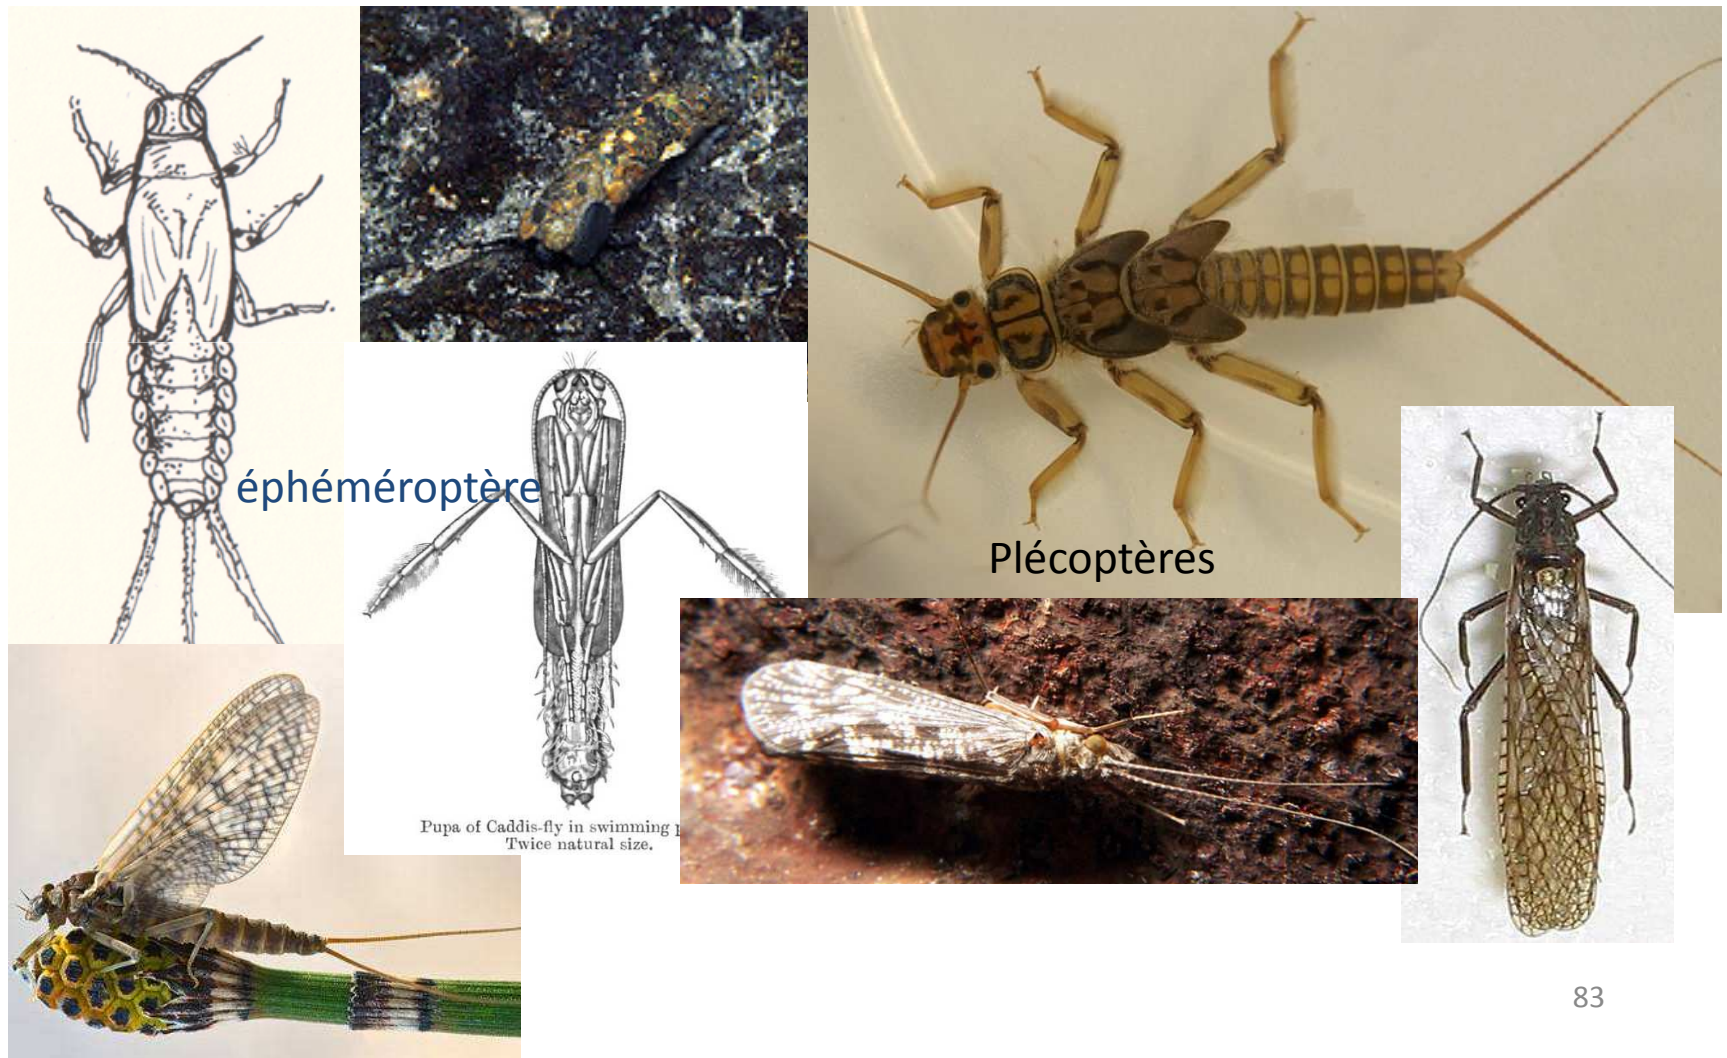 éphéméroptère
Plécoptères
Pupa of Caddis-fly in swimming
Twice natural size.
83